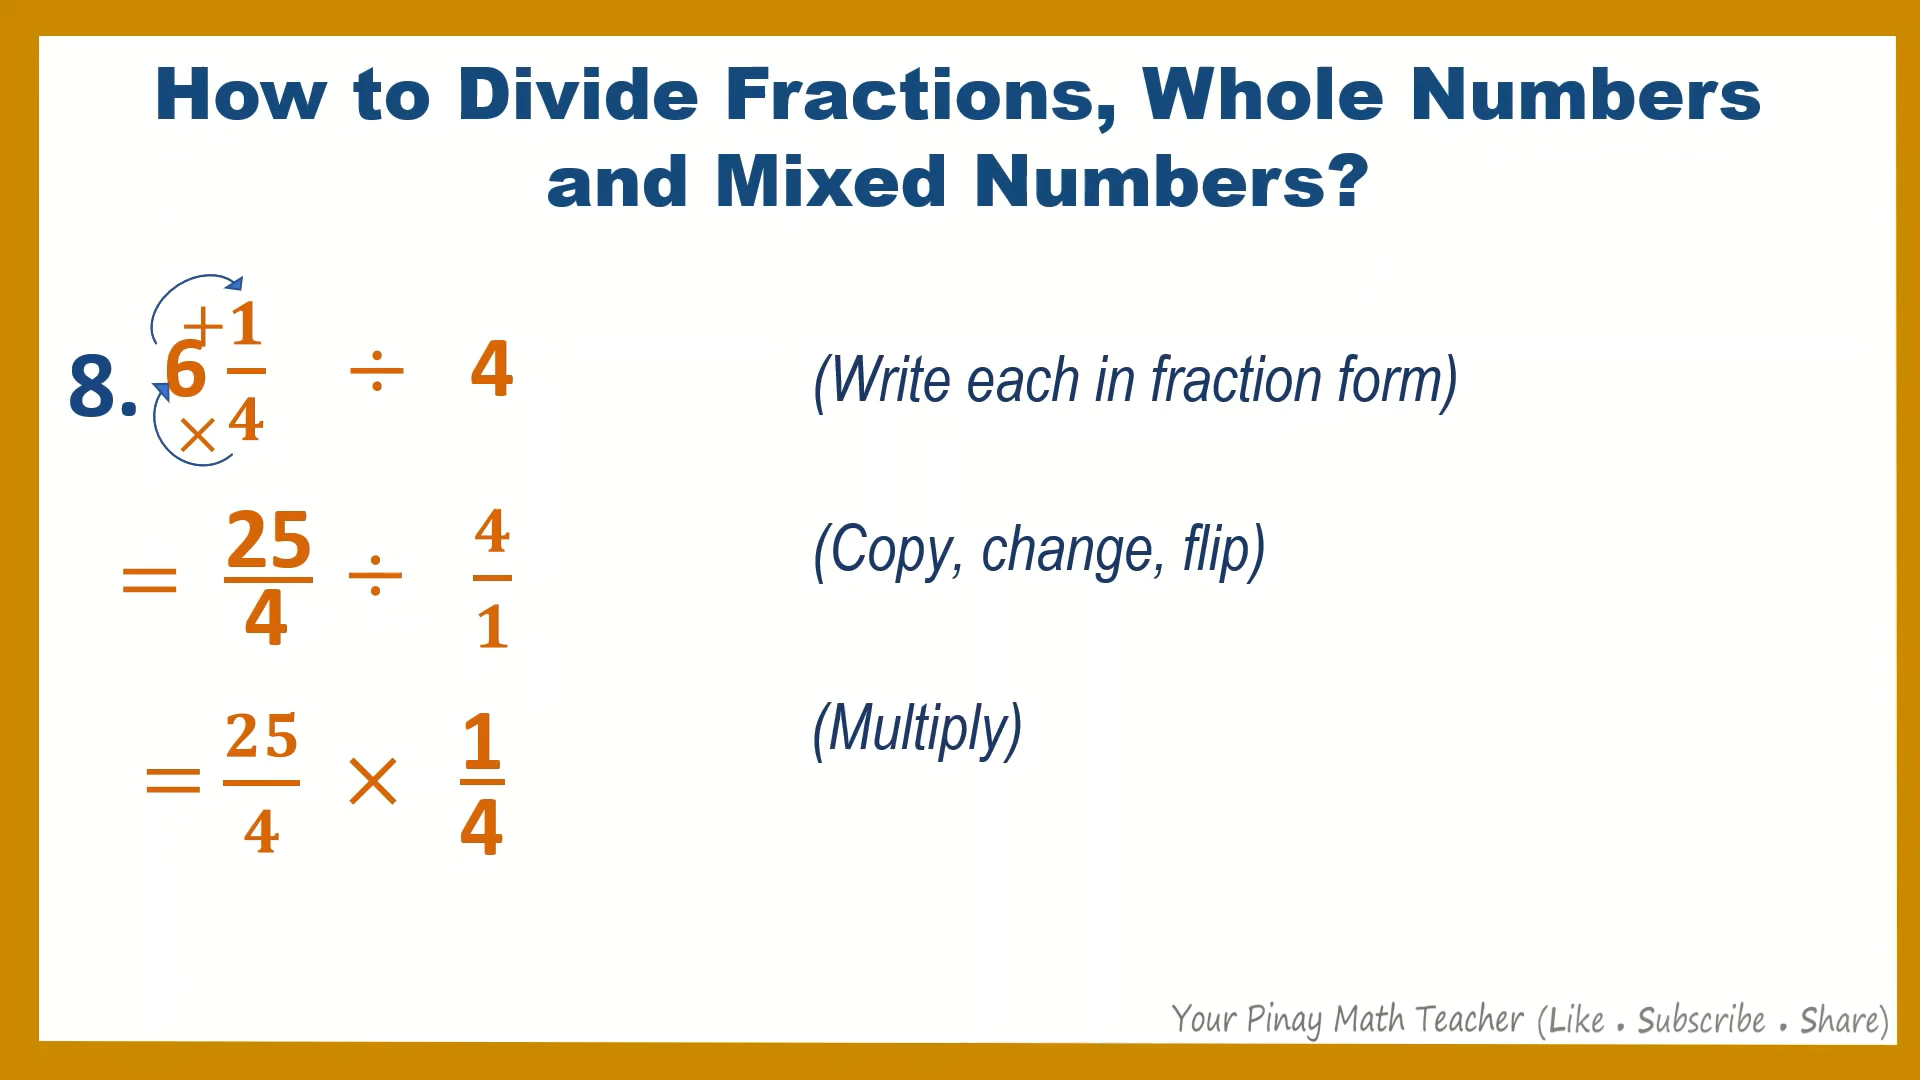 How to Divide Fractions, Whole Numbers
and Mixed Numbers?
8. 6 +1/4 × ÷ 4 (Write each in fraction form)
= 25/4 ÷ 4/1 (Copy, change, flip)
= 25/4 × 1/4 (Multiply)
Your Pinay Math Teacher (Like . Subscribe . Share)